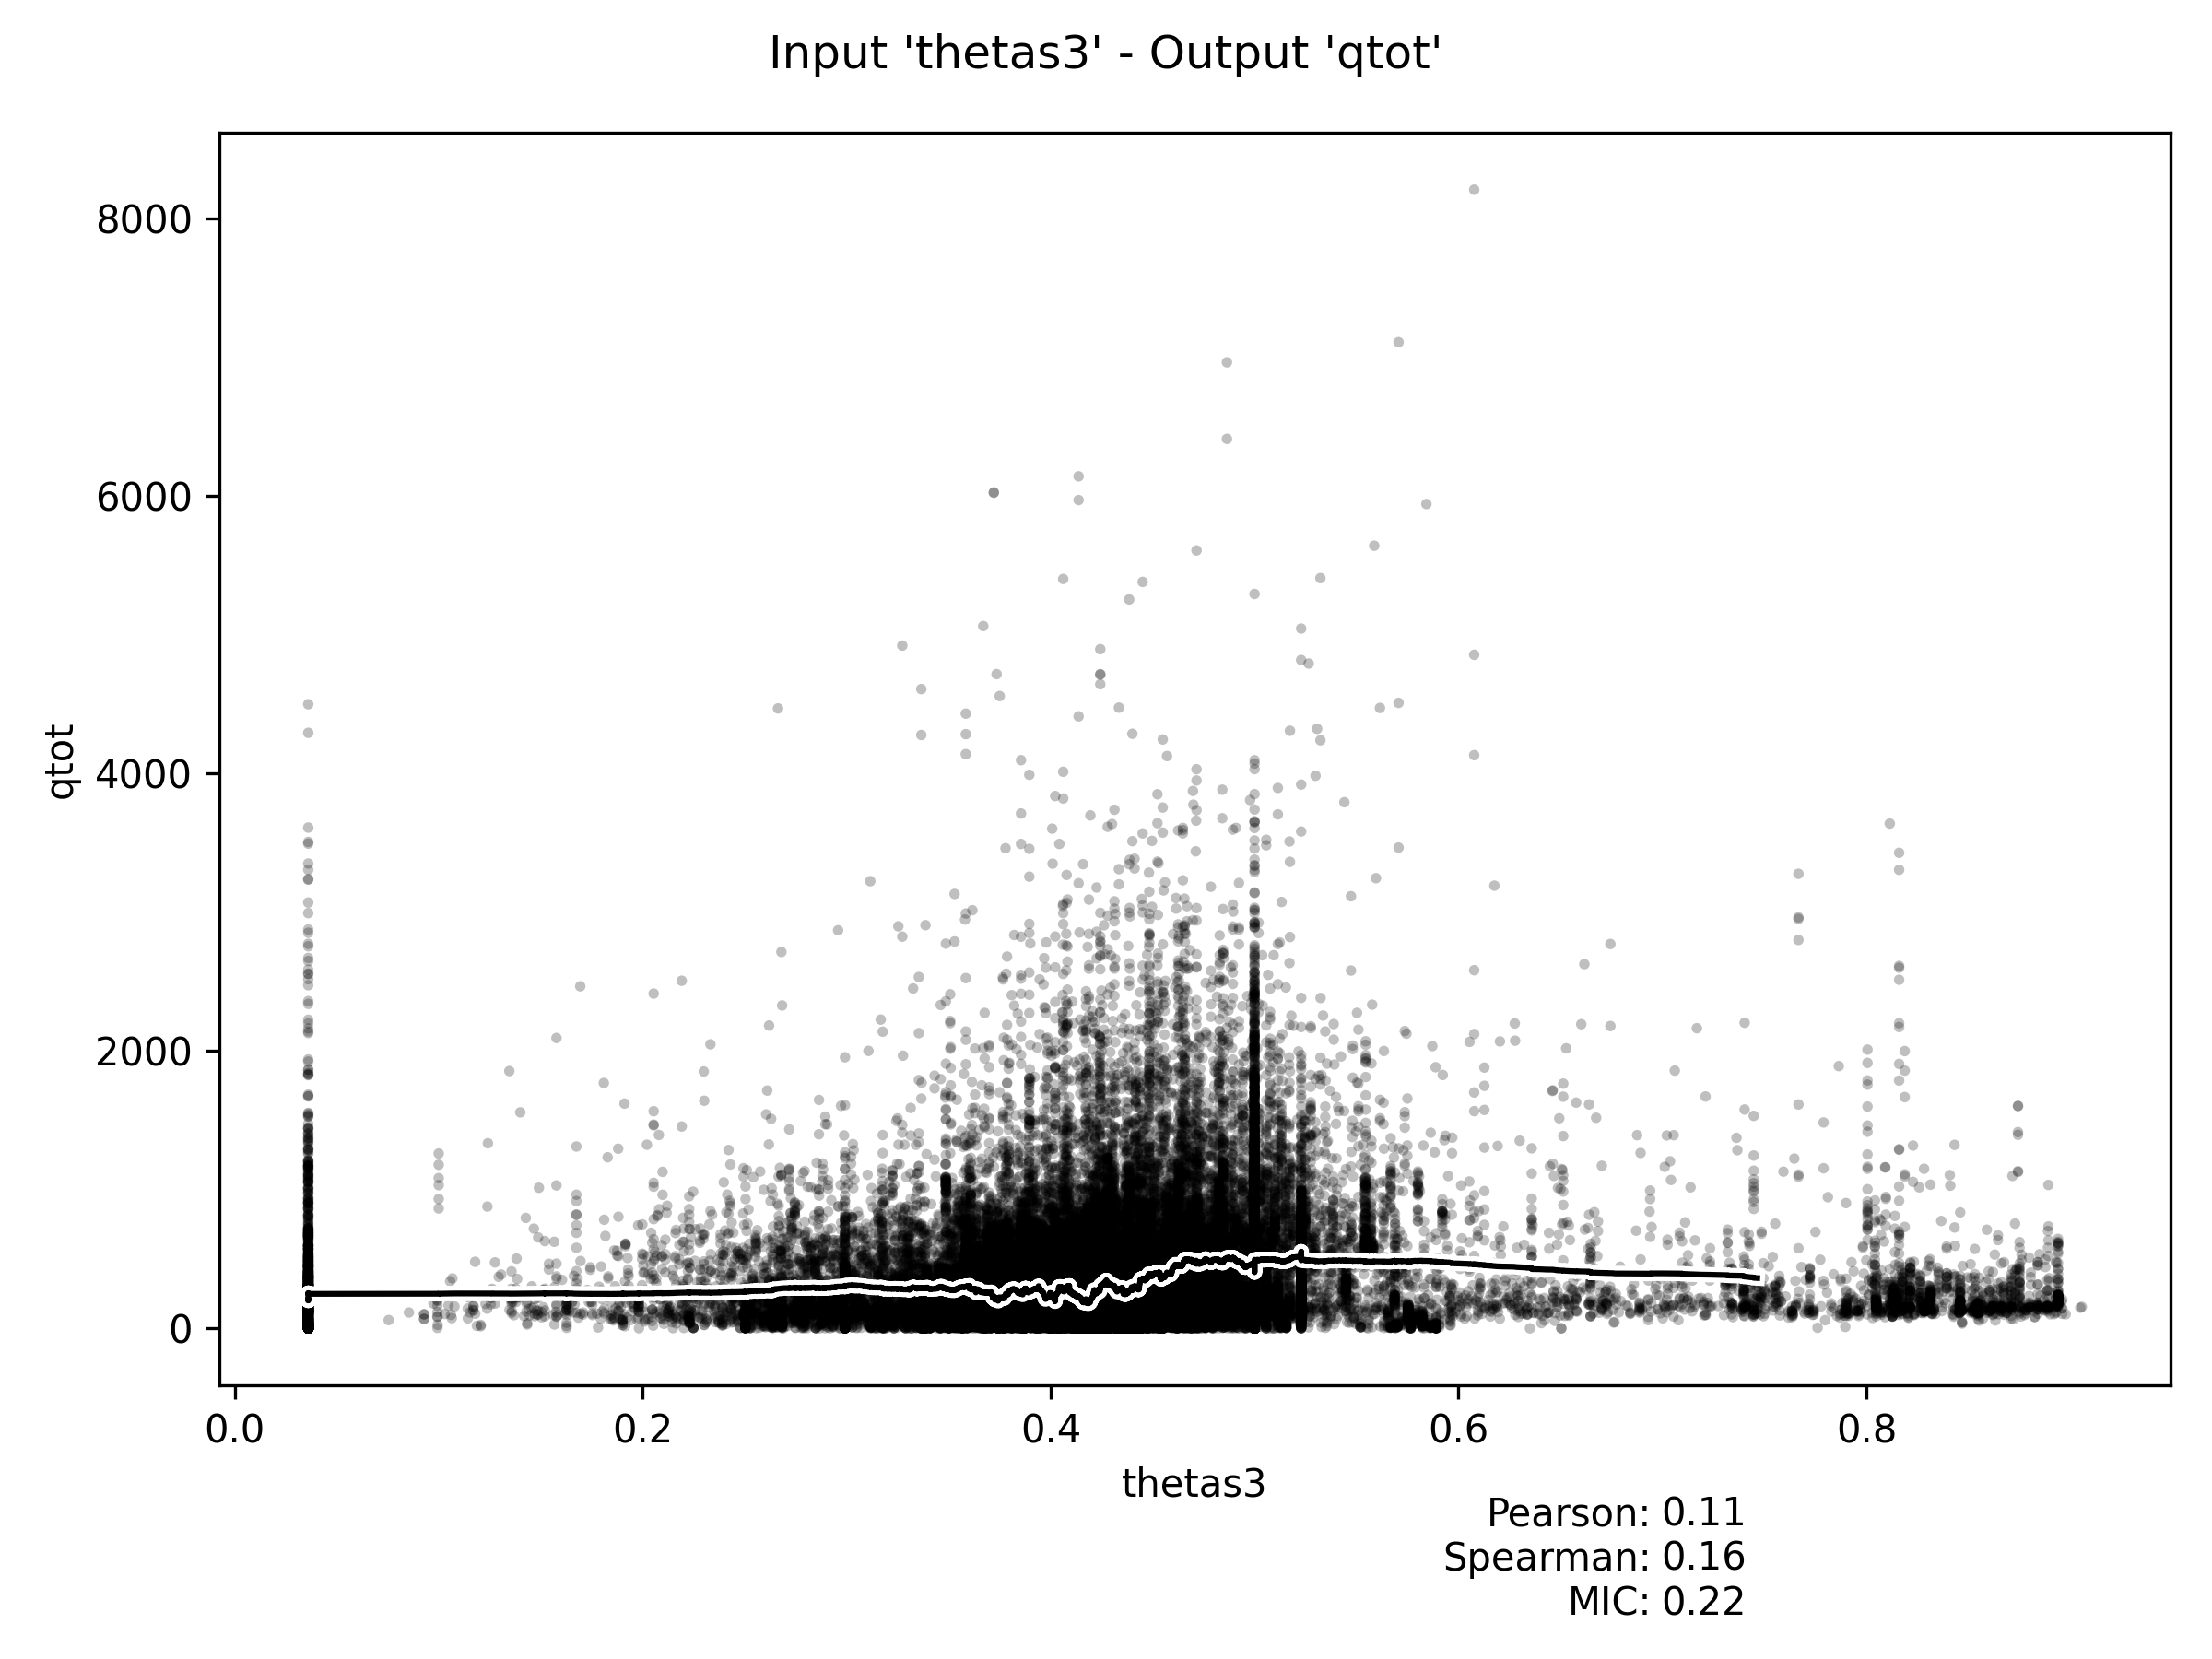 Input 'thetas3' - Output 'qtot'
8000
6000
4000
2000
0
qtot
0.0 0.2 0.4 0.6 0.8
thetas3
Pearson: 0.11
Spearman: 0.16
MIC: 0.22